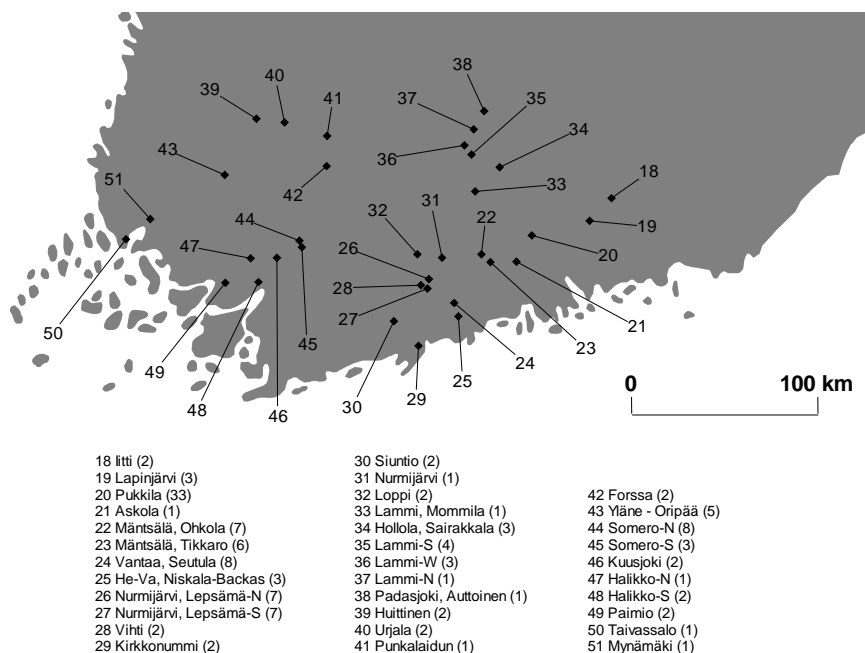 38
40
39
37
41
35
36
34
43
42
33
18
51
44
32
31
22
19
47
26
20
28
27
50
21
45
23
49
24
25
48
46
30
29
0
100 km
18 Iitti (2)
19 Lapinjärvi (3)
20 Pukkila (33)
21 Askola (1)
22 Mäntsälä, Ohkola (7)
23 Mäntsälä, Tikkaro (6)
24 Vantaa, Seutula (8)
25 He-Va, Niskala-Backas (3)
26 Nurmijärvi, Lepsämä-N (7)
27 Nurmijärvi, Lepsämä-S (7)
28 Vihti (2)
29 Kirkkonummi (2)
30 Siuntio (2)
31 Nurmijärvi (1)
32 Loppi (2)
33 Lammi, Mommila (1)
34 Hollola, Sairakkala (3)
35 Lammi-S (4)
36 Lammi-W (3)
37 Lammi-N (1)
38 Padasjoki, Auttoinen (1)
39 Huittinen (2)
40 Urjala (2)
41 Punkalaidun (1)
42 Forssa (2)
43 Yläne - Oripää (5)
44 Somero-N (8)
45 Somero-S (3)
46 Kuusjoki (2)
47 Halikko-N (1)
48 Halikko-S (2)
49 Paimio (2)
50 Taivassalo (1)
51 Mynämäki (1)